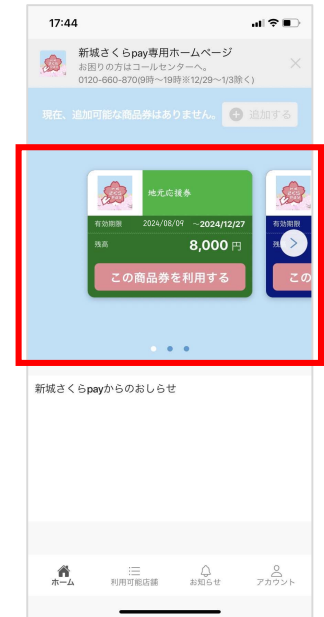 17:44
新城さくらpay専用ホームページ
お困りの方はコールセンターへ。
0120-660-870(9時〜19時※12/29〜1/3除く)
現在、追加可能な商品券はありません。 追加する
地元応援券
有効期限 2024/08/09 〜2024/12/27
残高 8,000 円
この商品券を利用する
有効期限
この
新城さくらpayからのおしらせ
ホーム 利用可能店舗 お知らせ アカウント